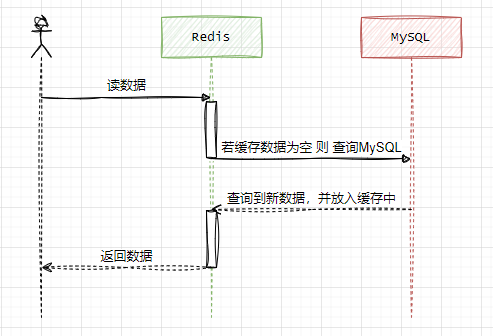 Redis
MySQL
读数据
若缓存数据为空 则 查询MySQL
查询到新数据，并放入缓存中
返回数据